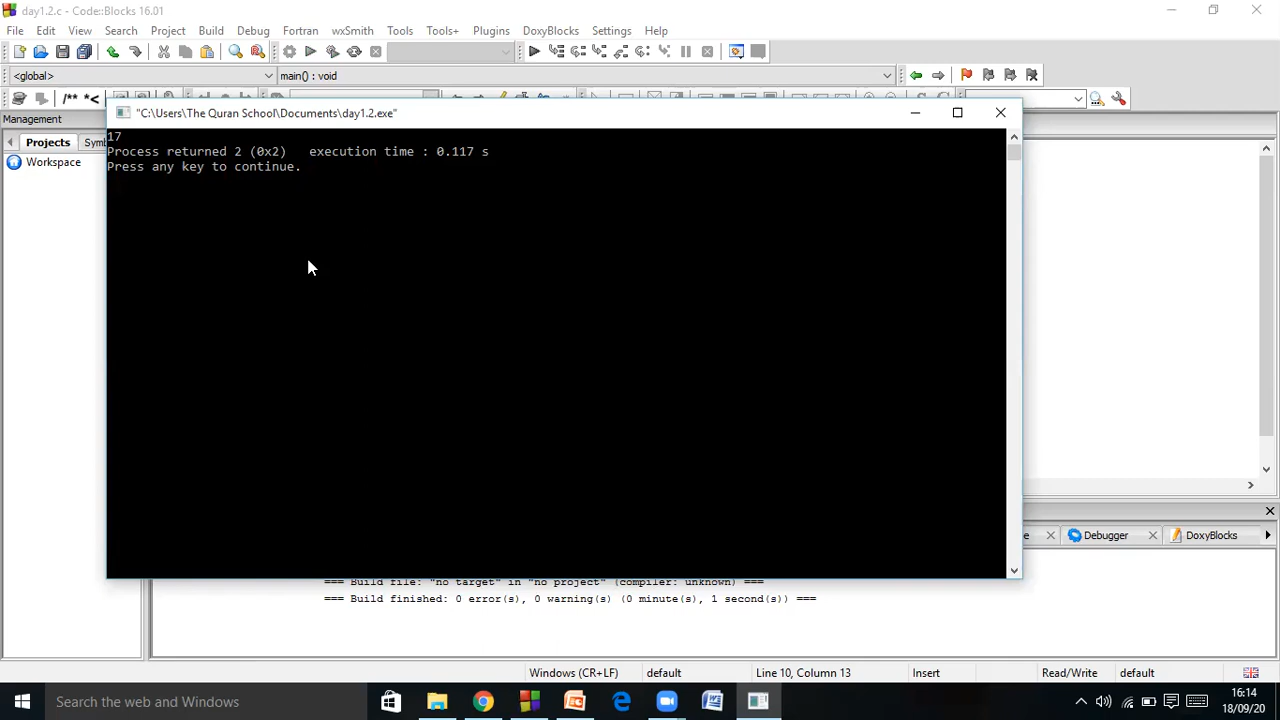 day1.2.c - Code::Blocks 16.01
File Edit View Search Project Build Debug Fortran wxSmith Tools Tools+ Plugins DoxyBlocks Settings Help
<global> main() : void
/** *<
Management
Projects Sym
Workspace
"C:\Users\The Quran School\Documents\day1.2.exe"
17
Process returned 2 (0x2) execution time : 0.117 s
Press any key to continue.
Debugger DoxyBlocks
=== Build file: "no target" in "no project" (compiler: unknown) ===
=== Build finished: 0 error(s), 0 warning(s) (0 minute(s), 1 second(s)) ===
Windows (CR+LF) default Line 10, Column 13 Insert Read/Write default
Search the web and Windows
16:14
18/09/20